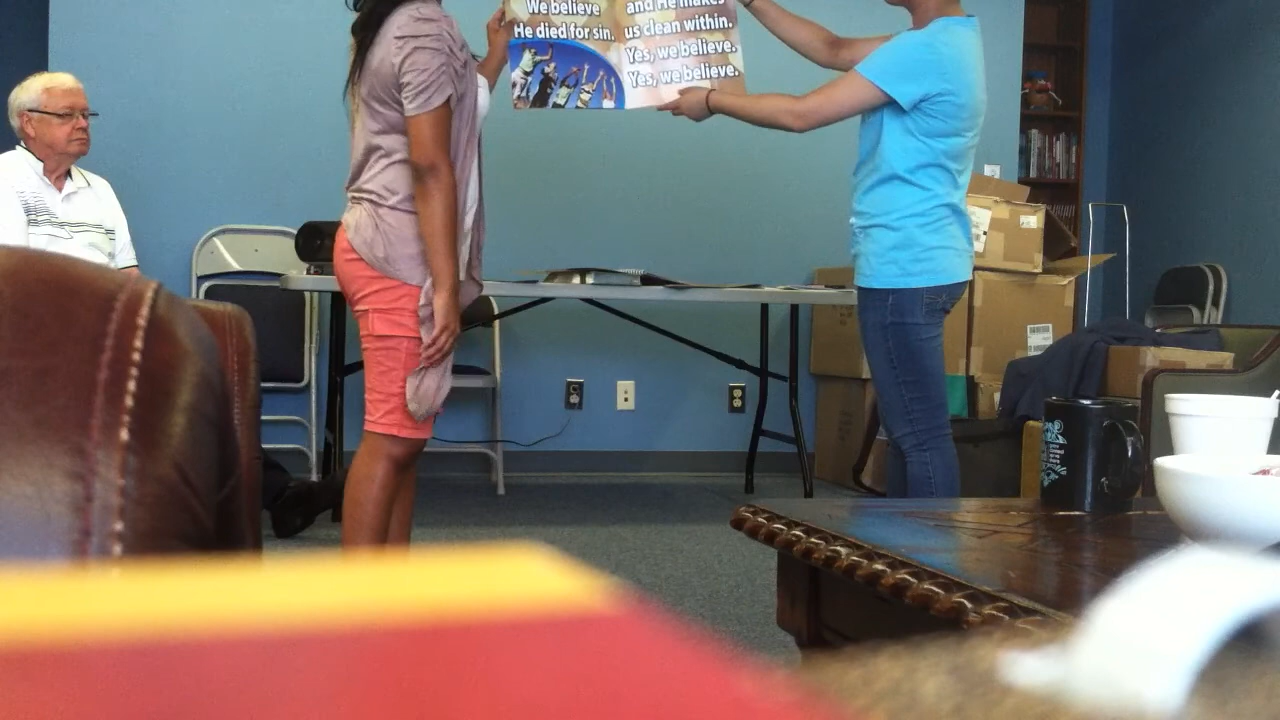 We believe
He died for sin.
and He makes
us clean within.
Yes, we believe.
Yes, we believe.